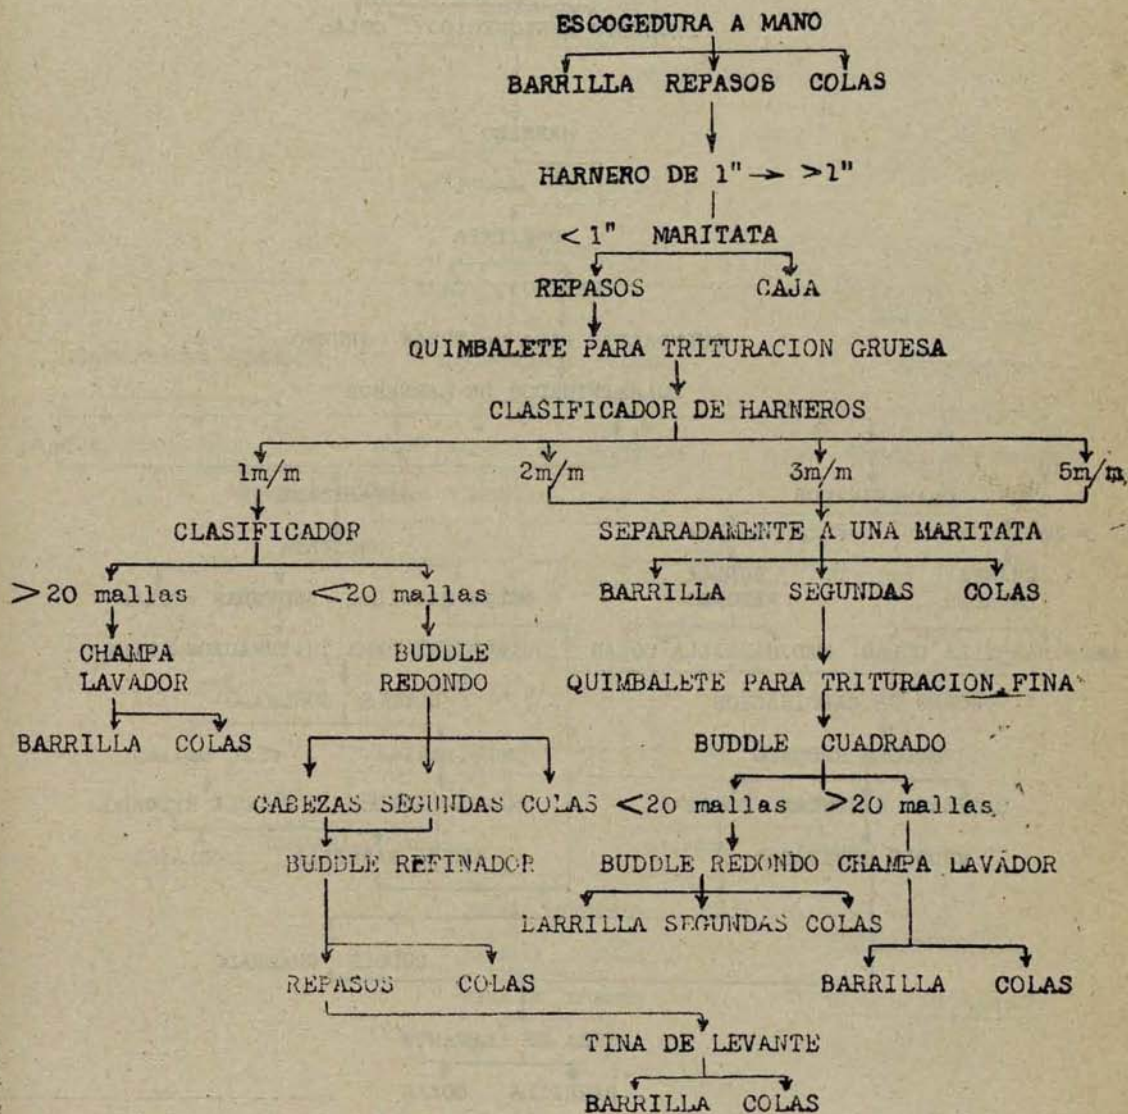 ESCOGEDURA A MANO
BARRILLA REPASOS COLAS
HARNERO DE 1" → >1"
<1" MARITATA
REPASOS CAJA
QUIMBALETE PARA TRITURACION GRUESA
CLASIFICADOR DE HARNEROS
1m/m 2m/m 3m/m 5m/m
CLASIFICADOR SEPARADAMENTE A UNA MARITATA
>20 mallas <20 mallas BARRILLA SEGUNDAS COLAS
CHAMPA BUDDLE
LAVADOR REDONDO QUIMBALETE PARA TRITURACION FINA
BARRILLA COLAS BUDDLE CUADRADO
CABEZAS SEGUNDAS COLAS <20 mallas >20 mallas
BUDDLE REFINADOR BUDDLE REDONDO CHAMPA LAVADOR
BARRILLA SEGUNDAS COLAS
REPASOS COLAS BARRILLA COLAS
TINA DE LEVANTE
BARRILLA COLAS